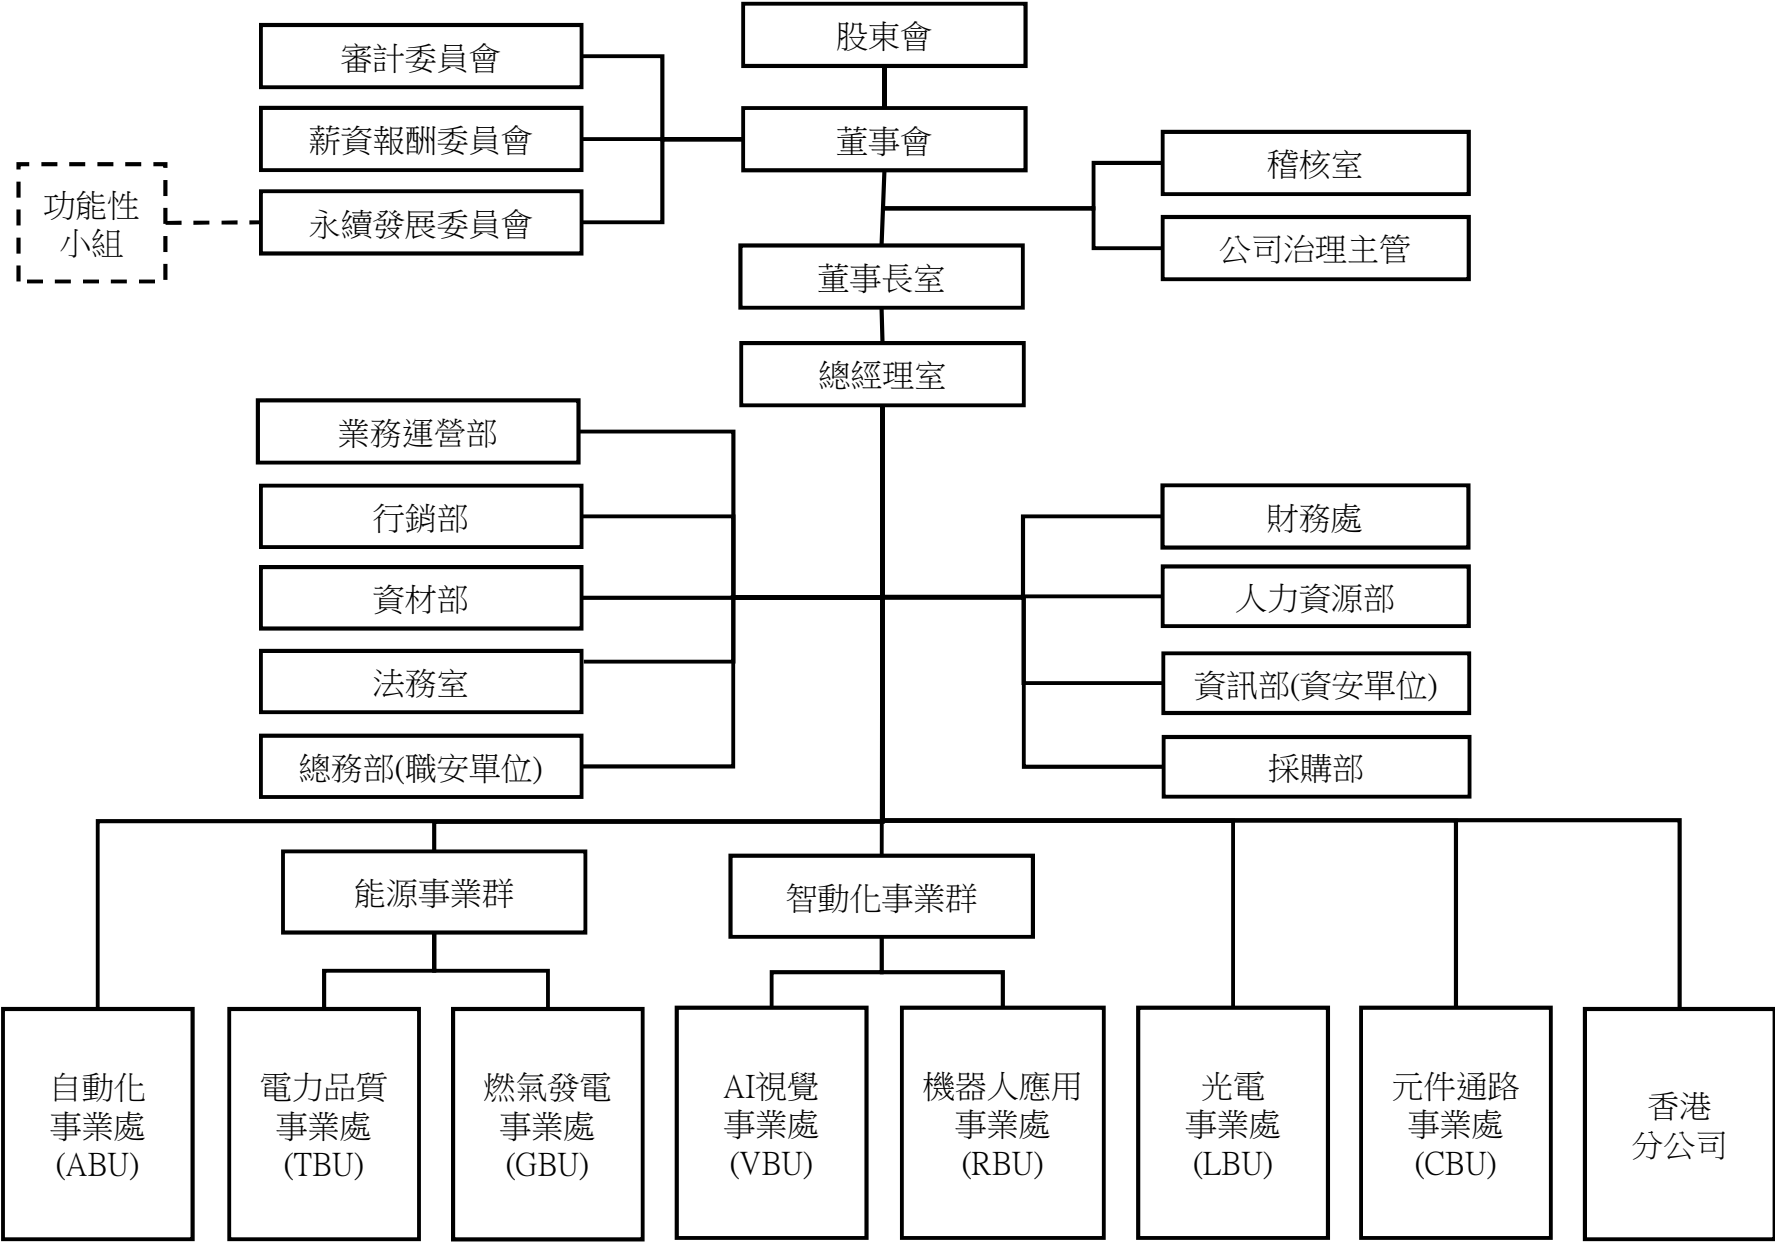 股東會
審計委員會
薪資報酬委員會
永續發展委員會
功能性
小組
董事會
稽核室
公司治理主管
董事長室
總經理室
業務運營部
行銷部
資材部
法務室
總務部(職安單位)
財務處
人力資源部
資訊部(資安單位)
採購部
能源事業群
智動化事業群
自動化
事業處
(ABU)
電力品質
事業處
(TBU)
燃氣發電
事業處
(GBU)
AI視覺
事業處
(VBU)
機器人應用
事業處
(RBU)
光電
事業處
(LBU)
元件通路
事業處
(CBU)
香港
分公司